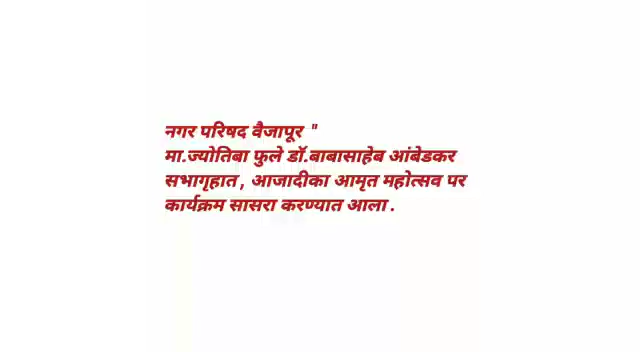 नगर परिषद वैजापूर "
मा.ज्योतिबा फुले डॉ.बाबासाहेब आंबेडकर
सभागृहात , आजादीका आमृत महोत्सव पर
कार्यक्रम सासरा करण्यात आला .